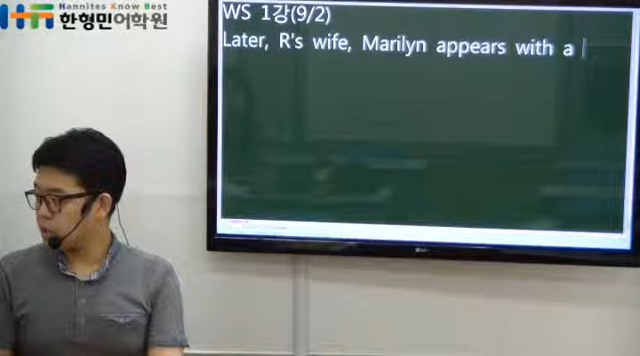 Hannites Know Best
한형민어학원
WS 1강(9/2)
Later, R's wife, Marilyn appears with a